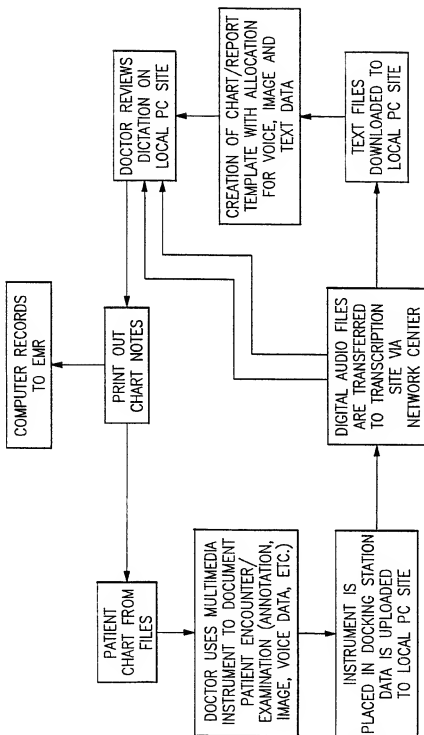 COMPUTER RECORDS
TO EMR
PATIENT
CHART FROM
FILES
PRINT OUT
CHART NOTES
DOCTOR REVIEWS
DICTATION ON
LOCAL PC SITE
DOCTOR USES MULTIMEDIA
INSTRUMENT TO DOCUMENT
PATIENT ENCOUNTER/
EXAMINATION (ANNOTATION,
IMAGE, VOICE DATA, ETC.)
CREATION OF CHART/REPORT
TEMPLATE WITH ALLOCATION
FOR VOICE, IMAGE AND
TEXT DATA
INSTRUMENT IS
PLACED IN DOCKING STATION
DATA IS UPLOADED
TO LOCAL PC SITE
DIGITAL AUDIO FILES
ARE TRANSFERRED
TO TRANSCRIPTION
SITE VIA
NETWORK CENTER
TEXT FILES
DOWNLOADED TO
LOCAL PC SITE